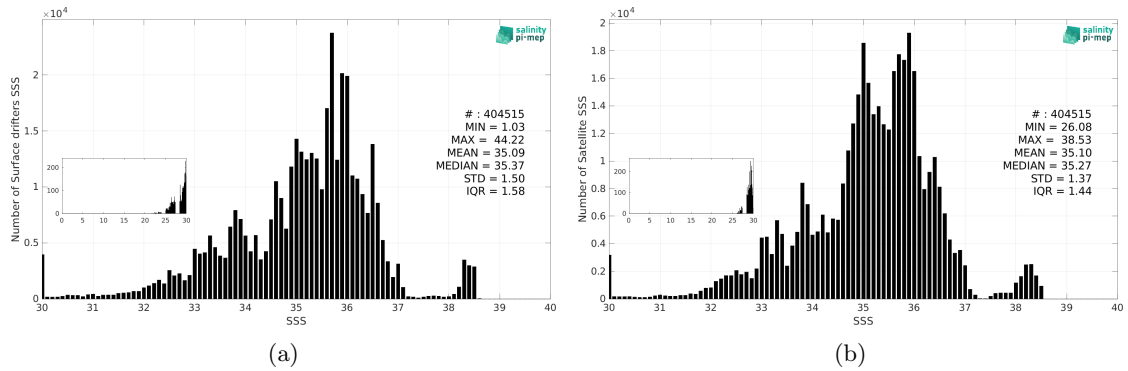 ×10⁴
salinity
pi-mep
# : 404515
MIN = 1.03
MAX = 44.22
MEAN = 35.09
MEDIAN = 35.37
STD = 1.50
IQR = 1.58
Number of Surface drifters SSS
2
1.5
1
0.5
0
200
100
0
0 5 10 15 20 25 30
30 31 32 33 34 35 36 37 38 39 40
SSS
(a)
×10⁴
salinity
pi-mep
# : 404515
MIN = 26.08
MAX = 38.53
MEAN = 35.10
MEDIAN = 35.27
STD = 1.37
IQR = 1.44
Number of Satellite SSS
2
1.8
1.6
1.4
1.2
1
0.8
0.6
0.4
0.2
0
200
100
0
0 5 10 15 20 25 30
30 31 32 33 34 35 36 37 38 39 40
SSS
(b)